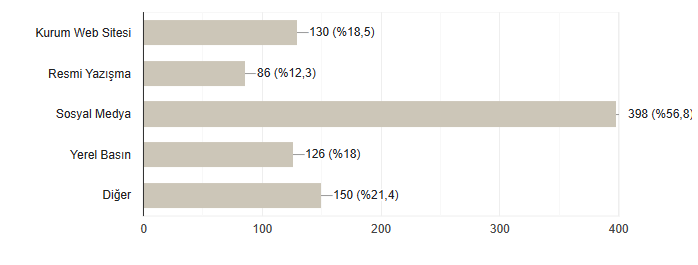 Kurum Web Sitesi 130 (%18,5)
Resmi Yazışma 86 (%12,3)
Sosyal Medya 398 (%56,8)
Yerel Basın 126 (%18)
Diğer 150 (%21,4)
0 100 200 300 400